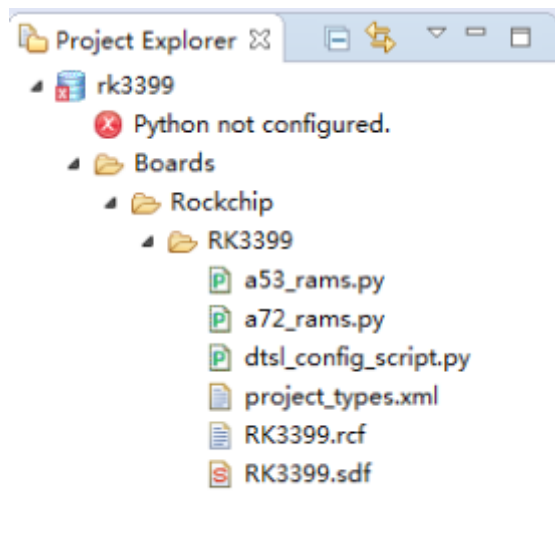 Project Explorer
rk3399
Python not configured.
Boards
Rockchip
RK3399
a53_rams.py
a72_rams.py
dtsl_config_script.py
project_types.xml
RK3399.rcf
RK3399.sdf